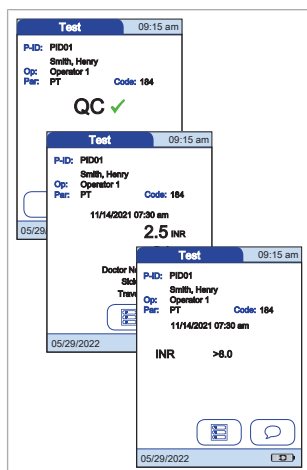 Test 09:15 am
P-ID: PID01
Smith, Henry
Op: Operator 1
Par: PT Code: 184
QC ✓
05/29
Test 09:15 am
P-ID: PID01
Smith, Henry
Op: Operator 1
Par: PT Code: 184
11/14/2021 07:30 am
2.5 INR
Doctor
05/29/2022
Test 09:15 am
P-ID: PID01
Smith, Henry
Op: Operator 1
Par: PT Code: 184
11/14/2021 07:30 am
INR >8.0
05/29/2022